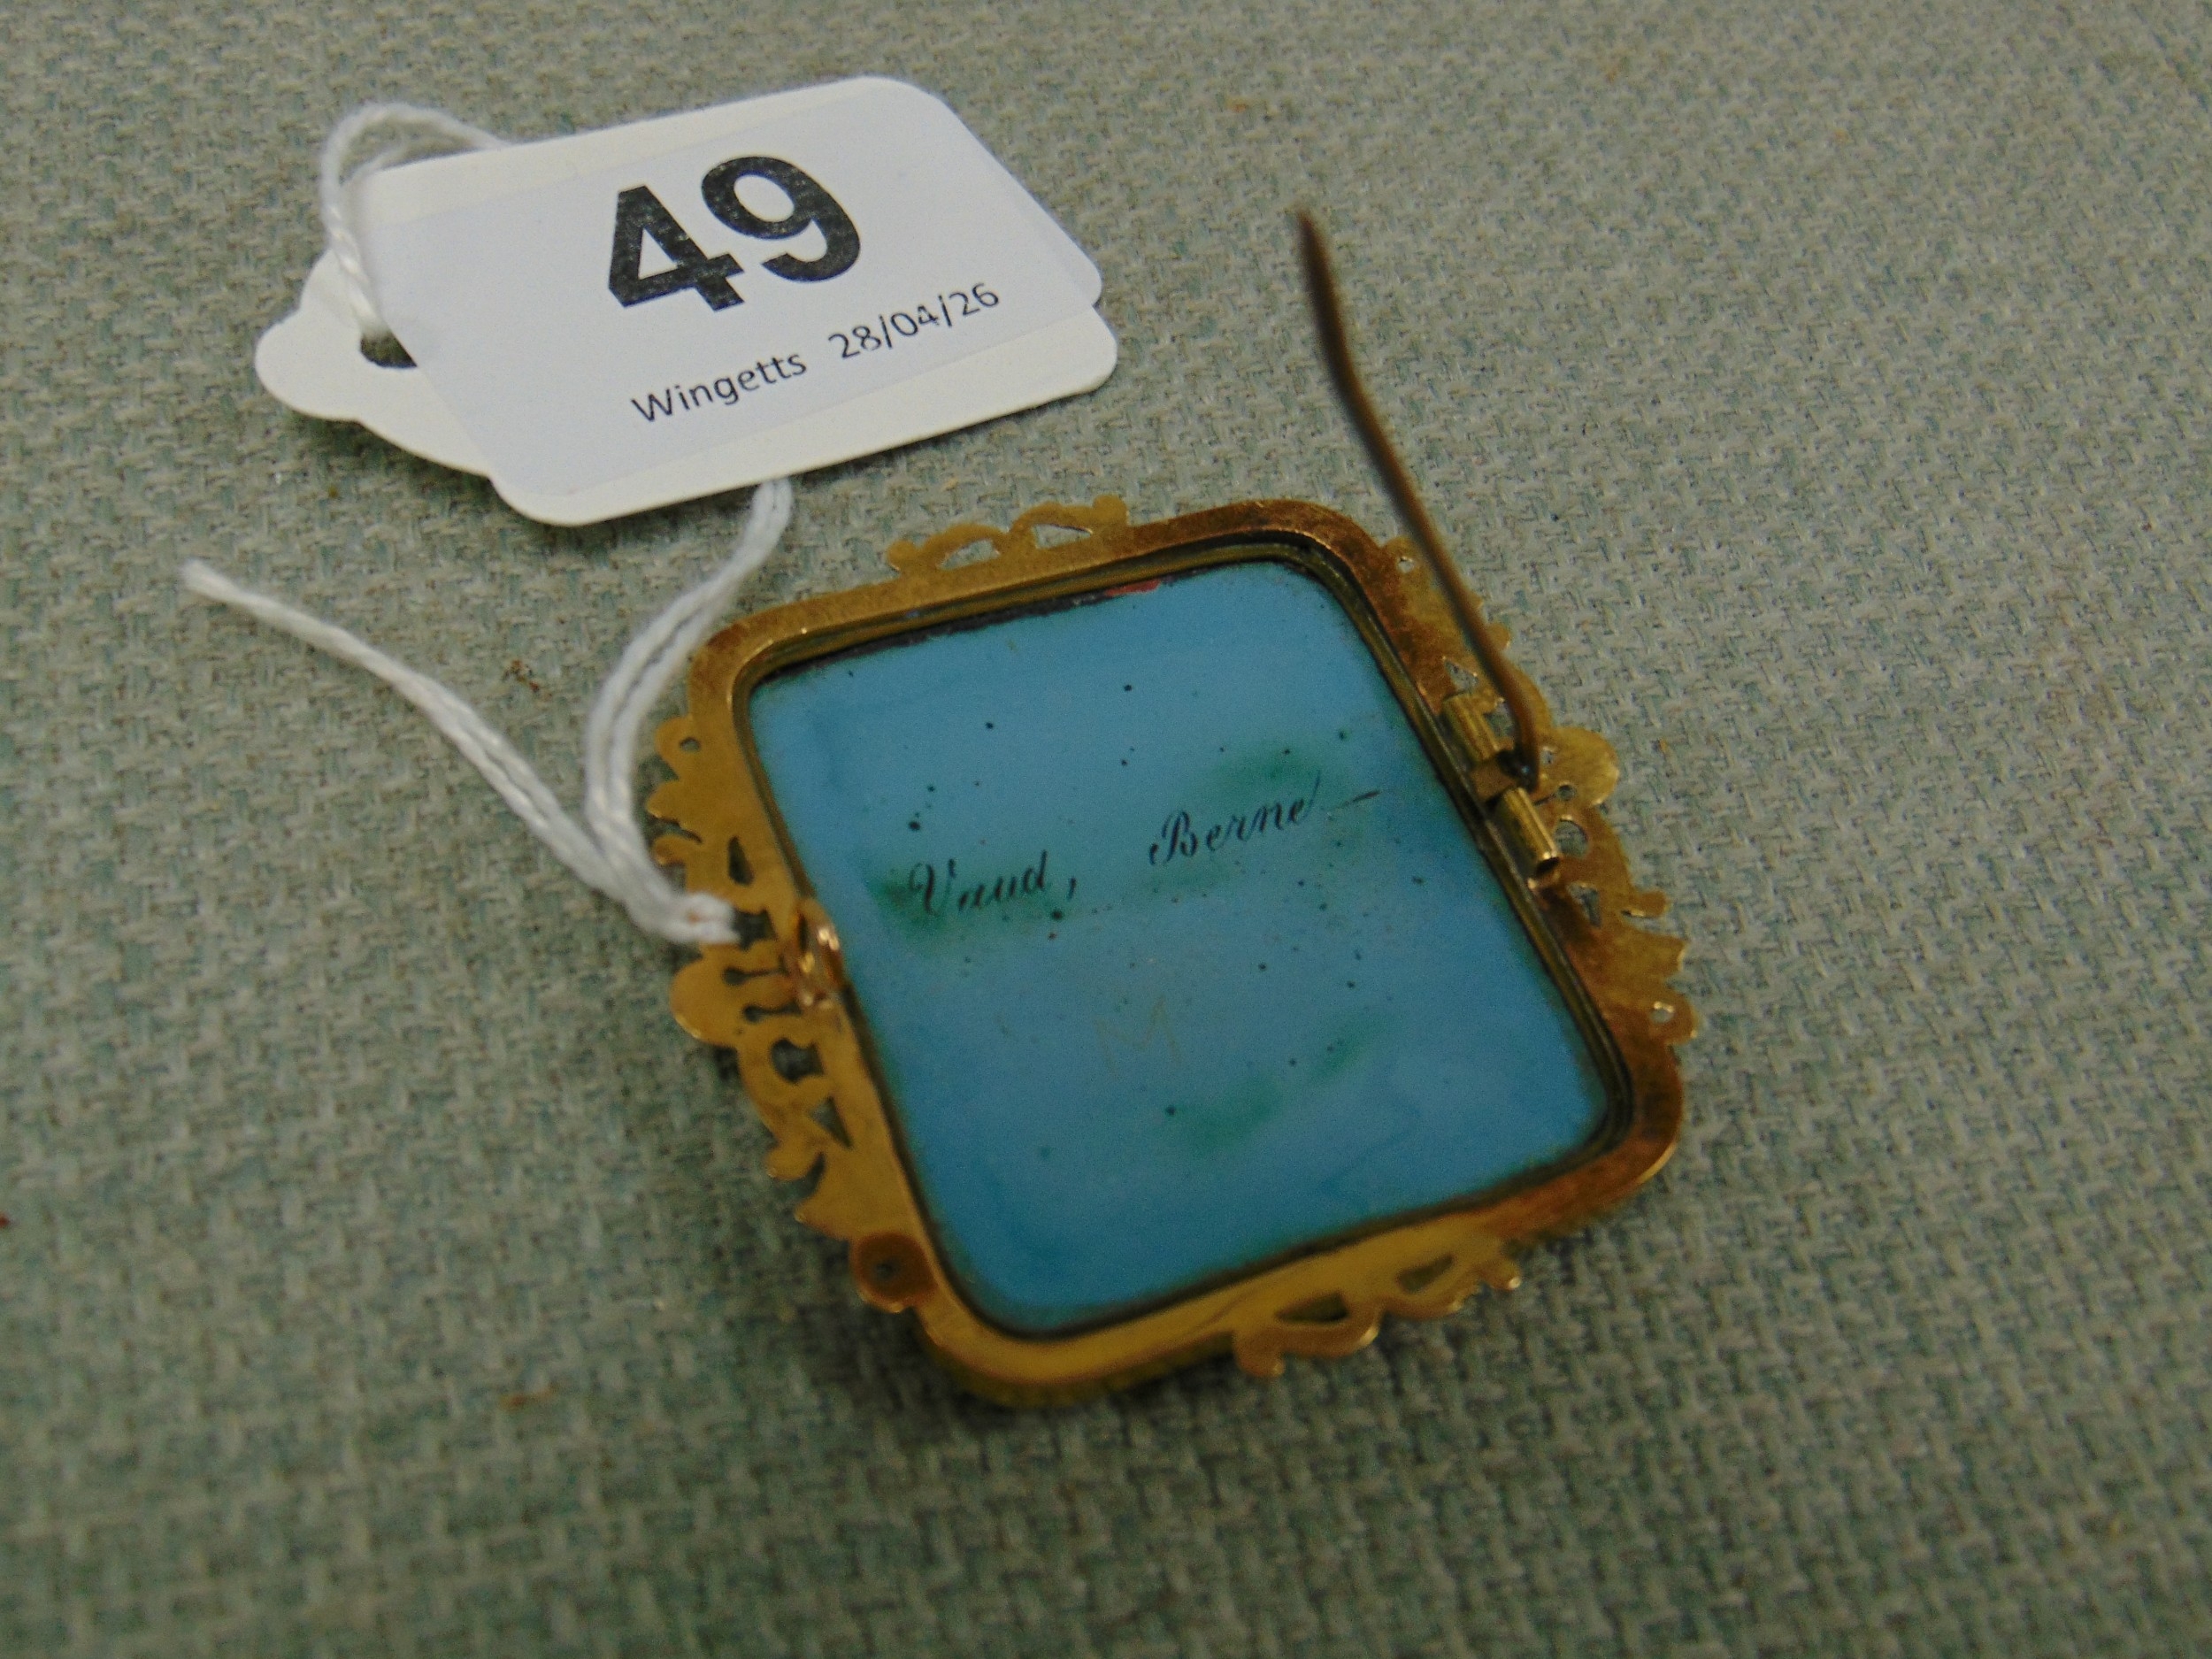 49
Wingetts 28/04/26
Vaud, Berne —
M